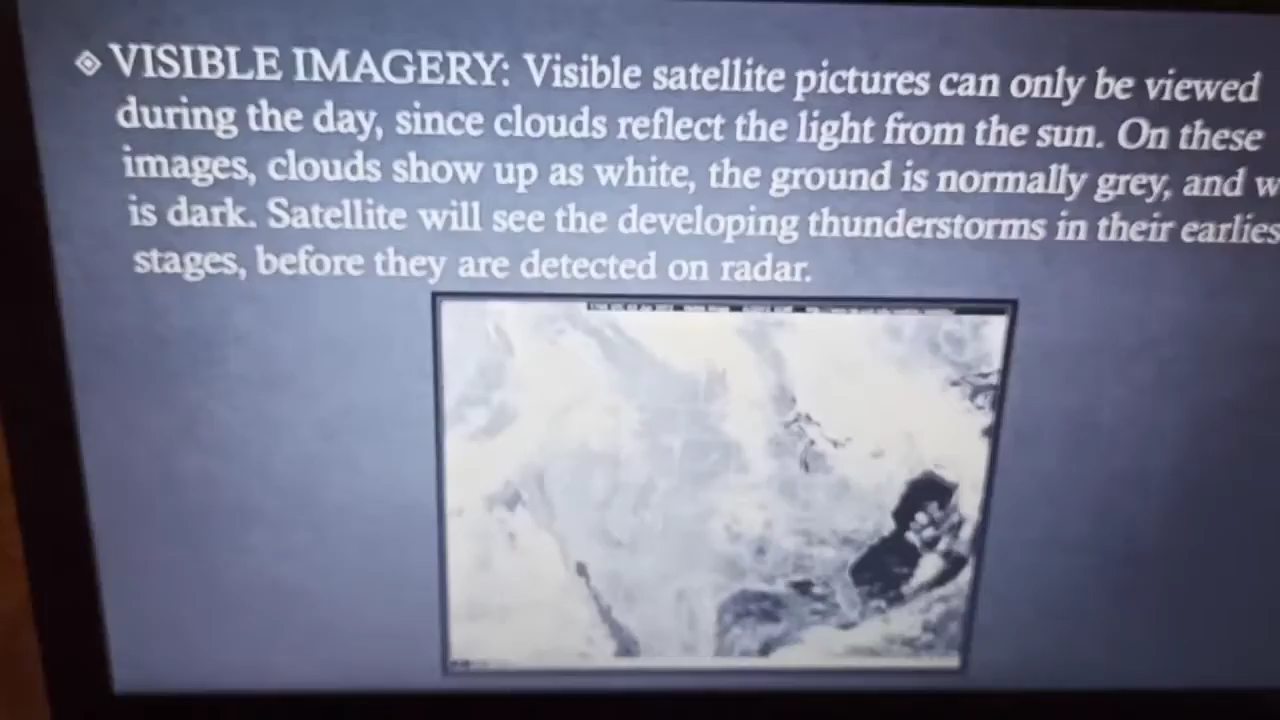 VISIBLE IMAGERY: Visible satellite pictures can only be viewed
during the day, since clouds reflect the light from the sun. On these
images, clouds show up as white, the ground is normally grey, and
is dark. Satellite will see the developing thunderstorms in their
stages, before they are detected on radar.